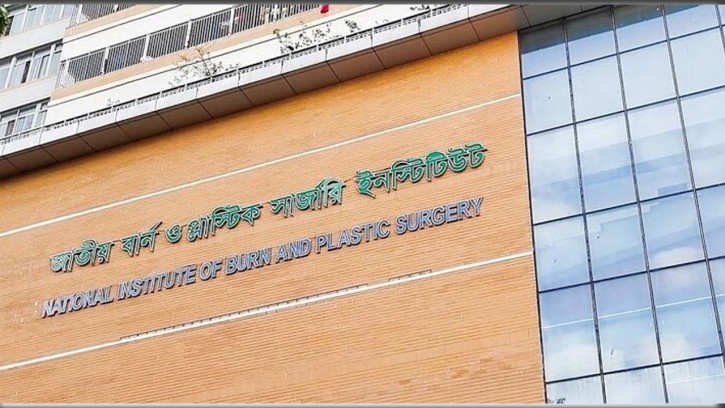 জাতীয় বার্ন ও প্লাস্টিক সার্জারি ইনস্টিটিউট
NATIONAL INSTITUTE OF BURN AND PLASTIC SURGERY